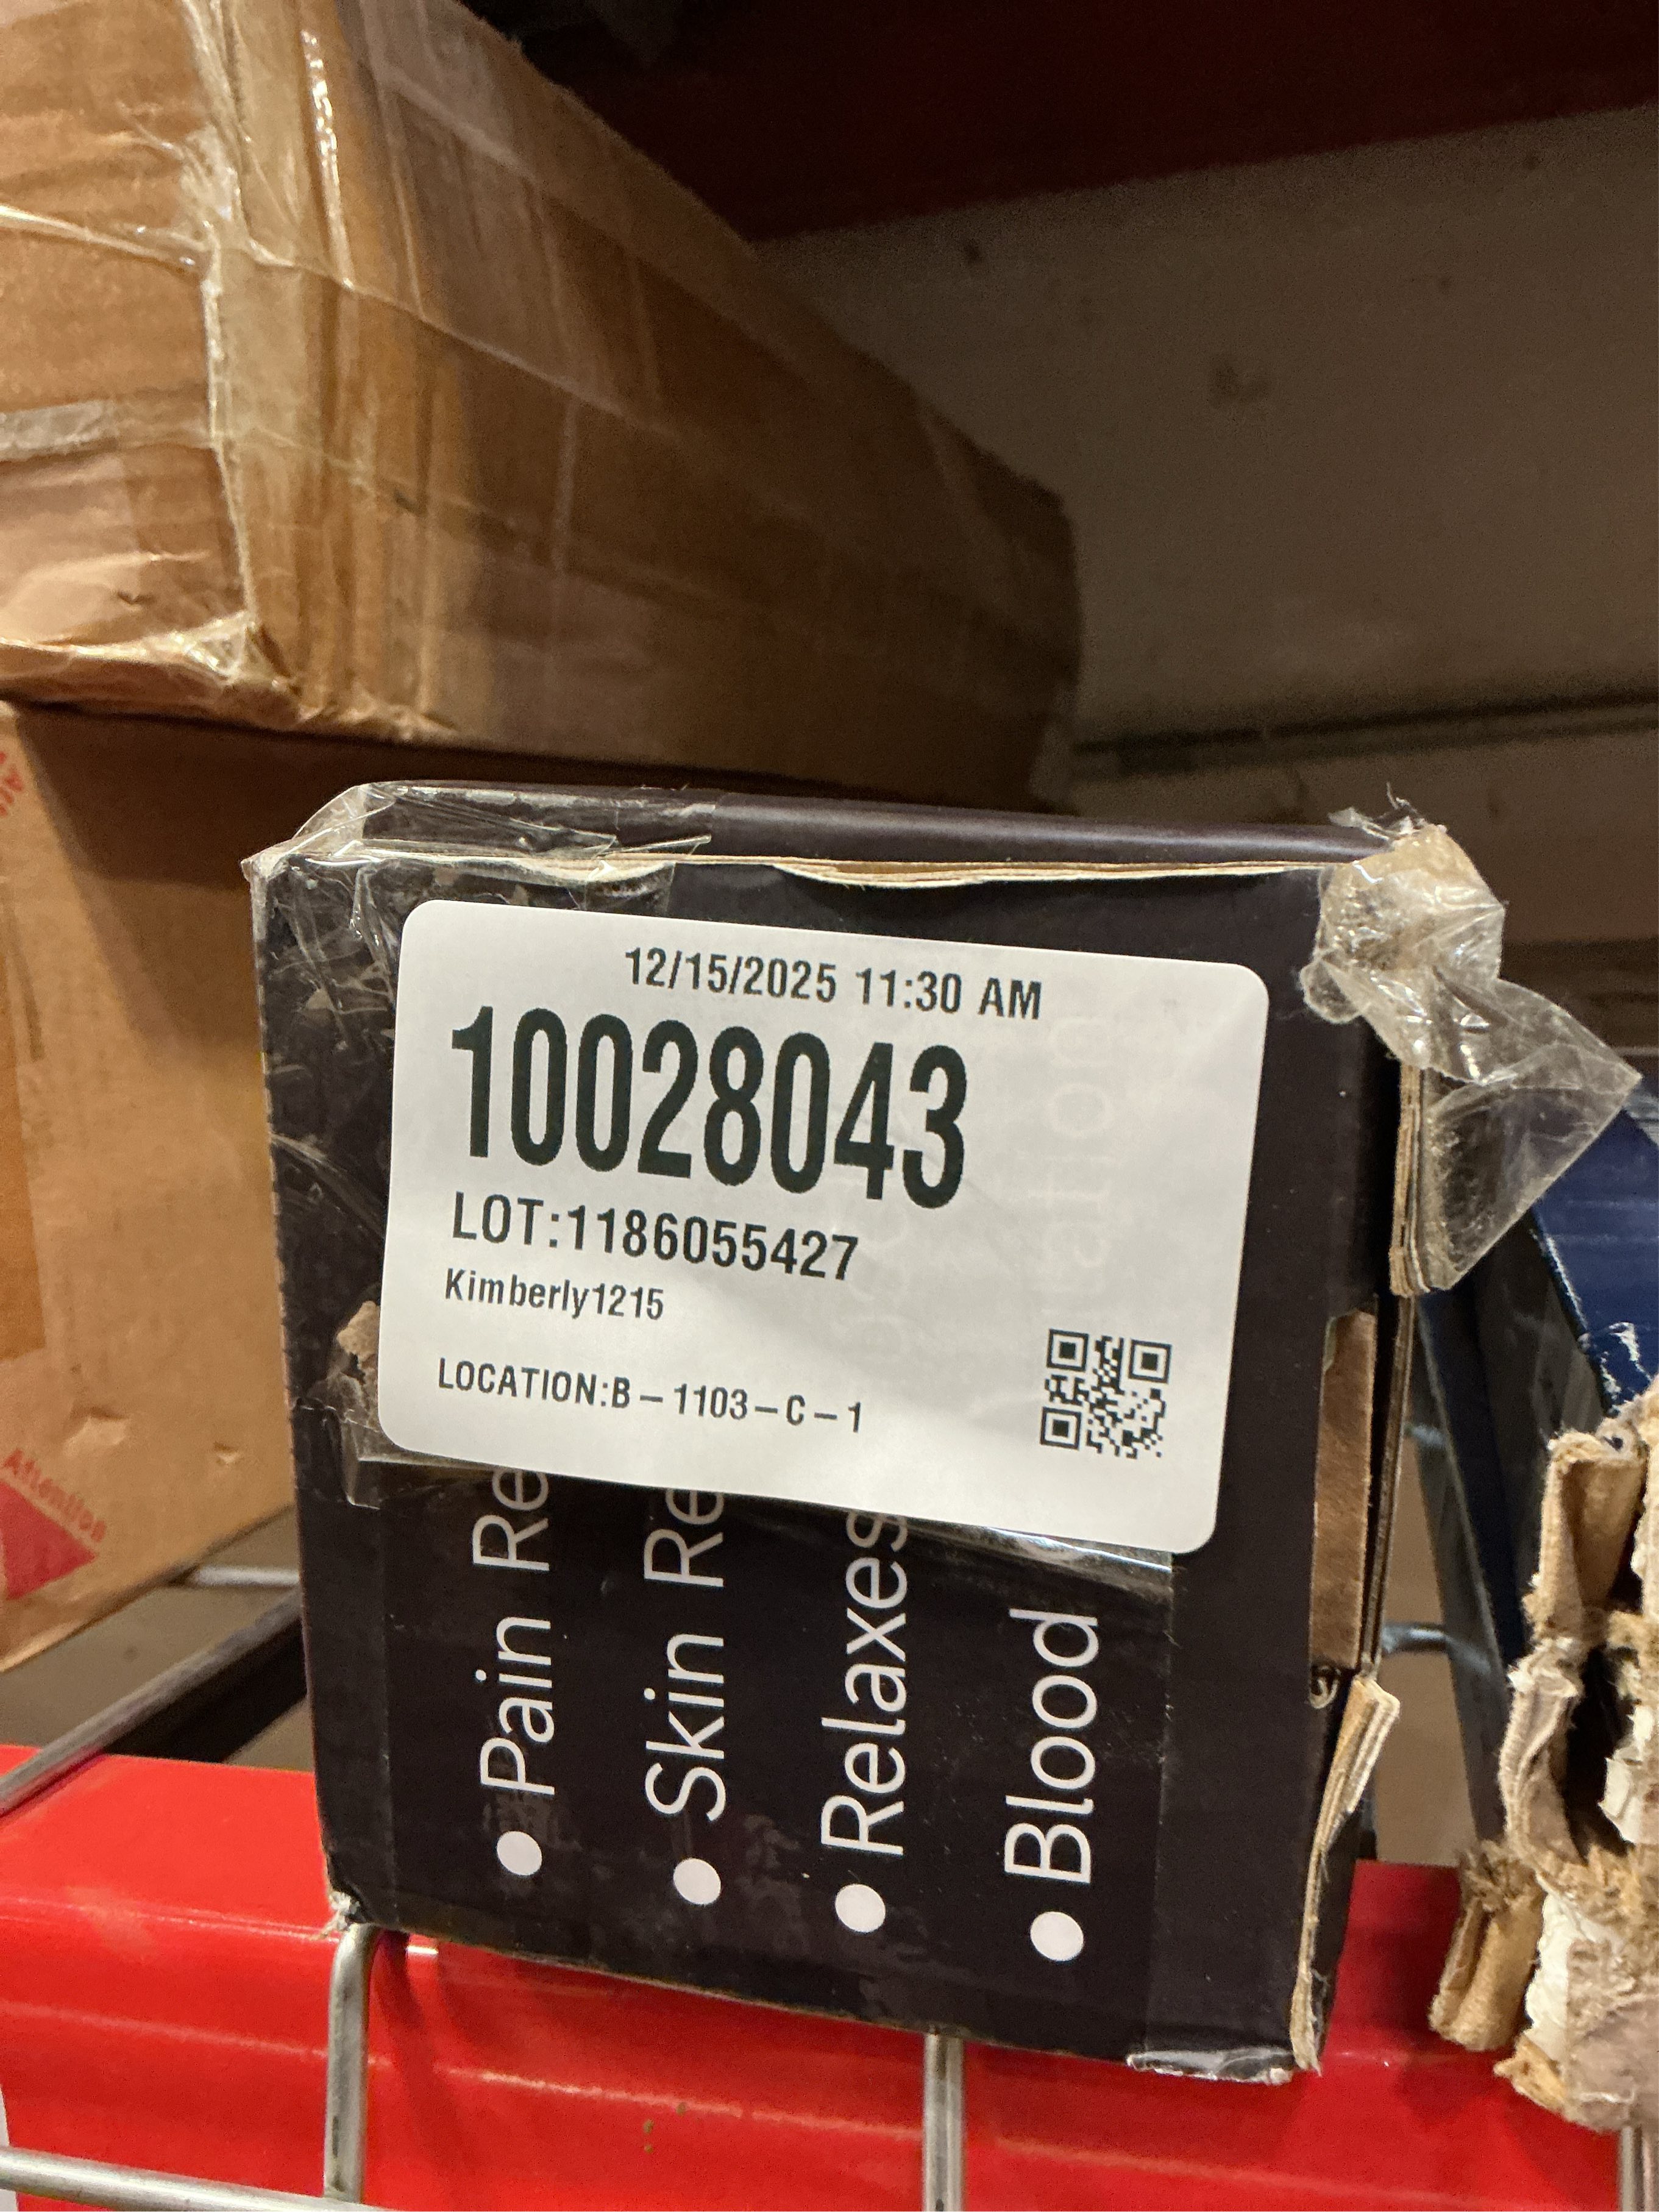 12/15/2025 11:30 AM
10028043
LOT:1186055427
Kimberly1215
LOCATION:B – 1103 – C – 1
• Pain Re
• Skin Re
• Relaxes
• Blood
Attention